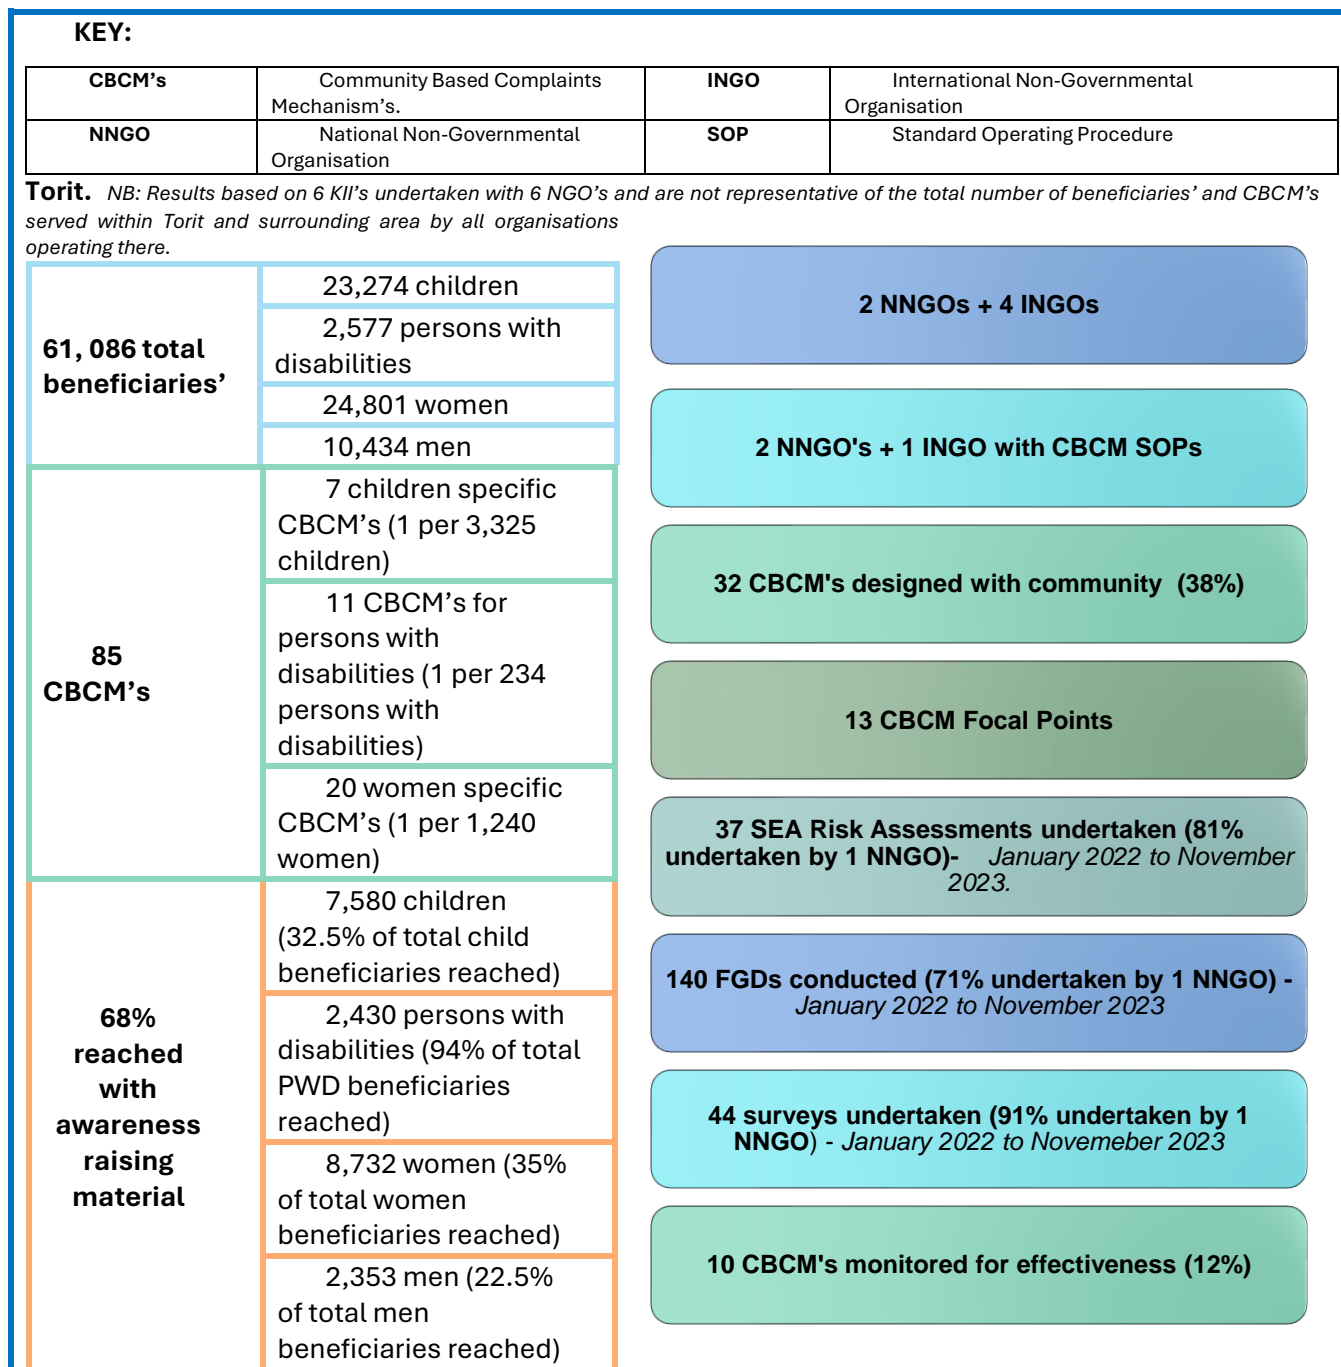 KEY:
CBCM’s
Community Based Complaints
Mechanism’s.
INGO
International Non-Governmental
Organisation
NNGO
National Non-Governmental
Organisation
SOP
Standard Operating Procedure
Torit. NB: Results based on 6 KII’s undertaken with 6 NGO’s and are not representative of the total number of beneficiaries’ and CBCM’s
served within Torit and surrounding area by all organisations
operating there.
61, 086 total
beneficiaries’
23,274 children
2,577 persons with
disabilities
24,801 women
10,434 men
85
CBCM’s
7 children specific
CBCM’s (1 per 3,325
children)
11 CBCM’s for
persons with
disabilities (1 per 234
persons with
disabilities)
20 women specific
CBCM’s (1 per 1,240
women)
68%
reached
with
awareness
raising
material
7,580 children
(32.5% of total child
beneficiaries reached)
2,430 persons with
disabilities (94% of total
PWD beneficiaries
reached)
8,732 women (35%
of total women
beneficiaries reached)
2,353 men (22.5%
of total men
beneficiaries reached)
2 NNGOs + 4 INGOs
2 NNGO's + 1 INGO with CBCM SOPs
32 CBCM's designed with community (38%)
13 CBCM Focal Points
37 SEA Risk Assessments undertaken (81%
undertaken by 1 NNGO)- January 2022 to November
2023.
140 FGDs conducted (71% undertaken by 1 NNGO) -
January 2022 to November 2023
44 surveys undertaken (91% undertaken by 1
NNGO) - January 2022 to Novemeber 2023
10 CBCM's monitored for effectiveness (12%)